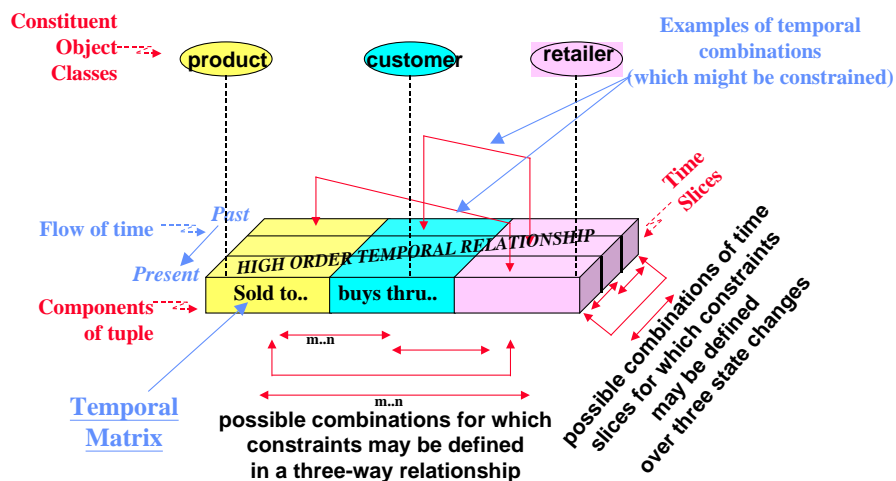 Constituent
Object
Classes
product
customer
retailer
Examples of temporal
combinations
(which might be constrained)
Time
Slices
Flow of time
Past
Present
HIGH ORDER TEMPORAL RELATIONSHIP
Components
of tuple
Sold to..
buys thru..
m..n
m..n
Temporal
Matrix
possible combinations for which
constraints may be defined
in a three-way relationship
possible combinations of time
slices for which constraints
may be defined
over three state changes